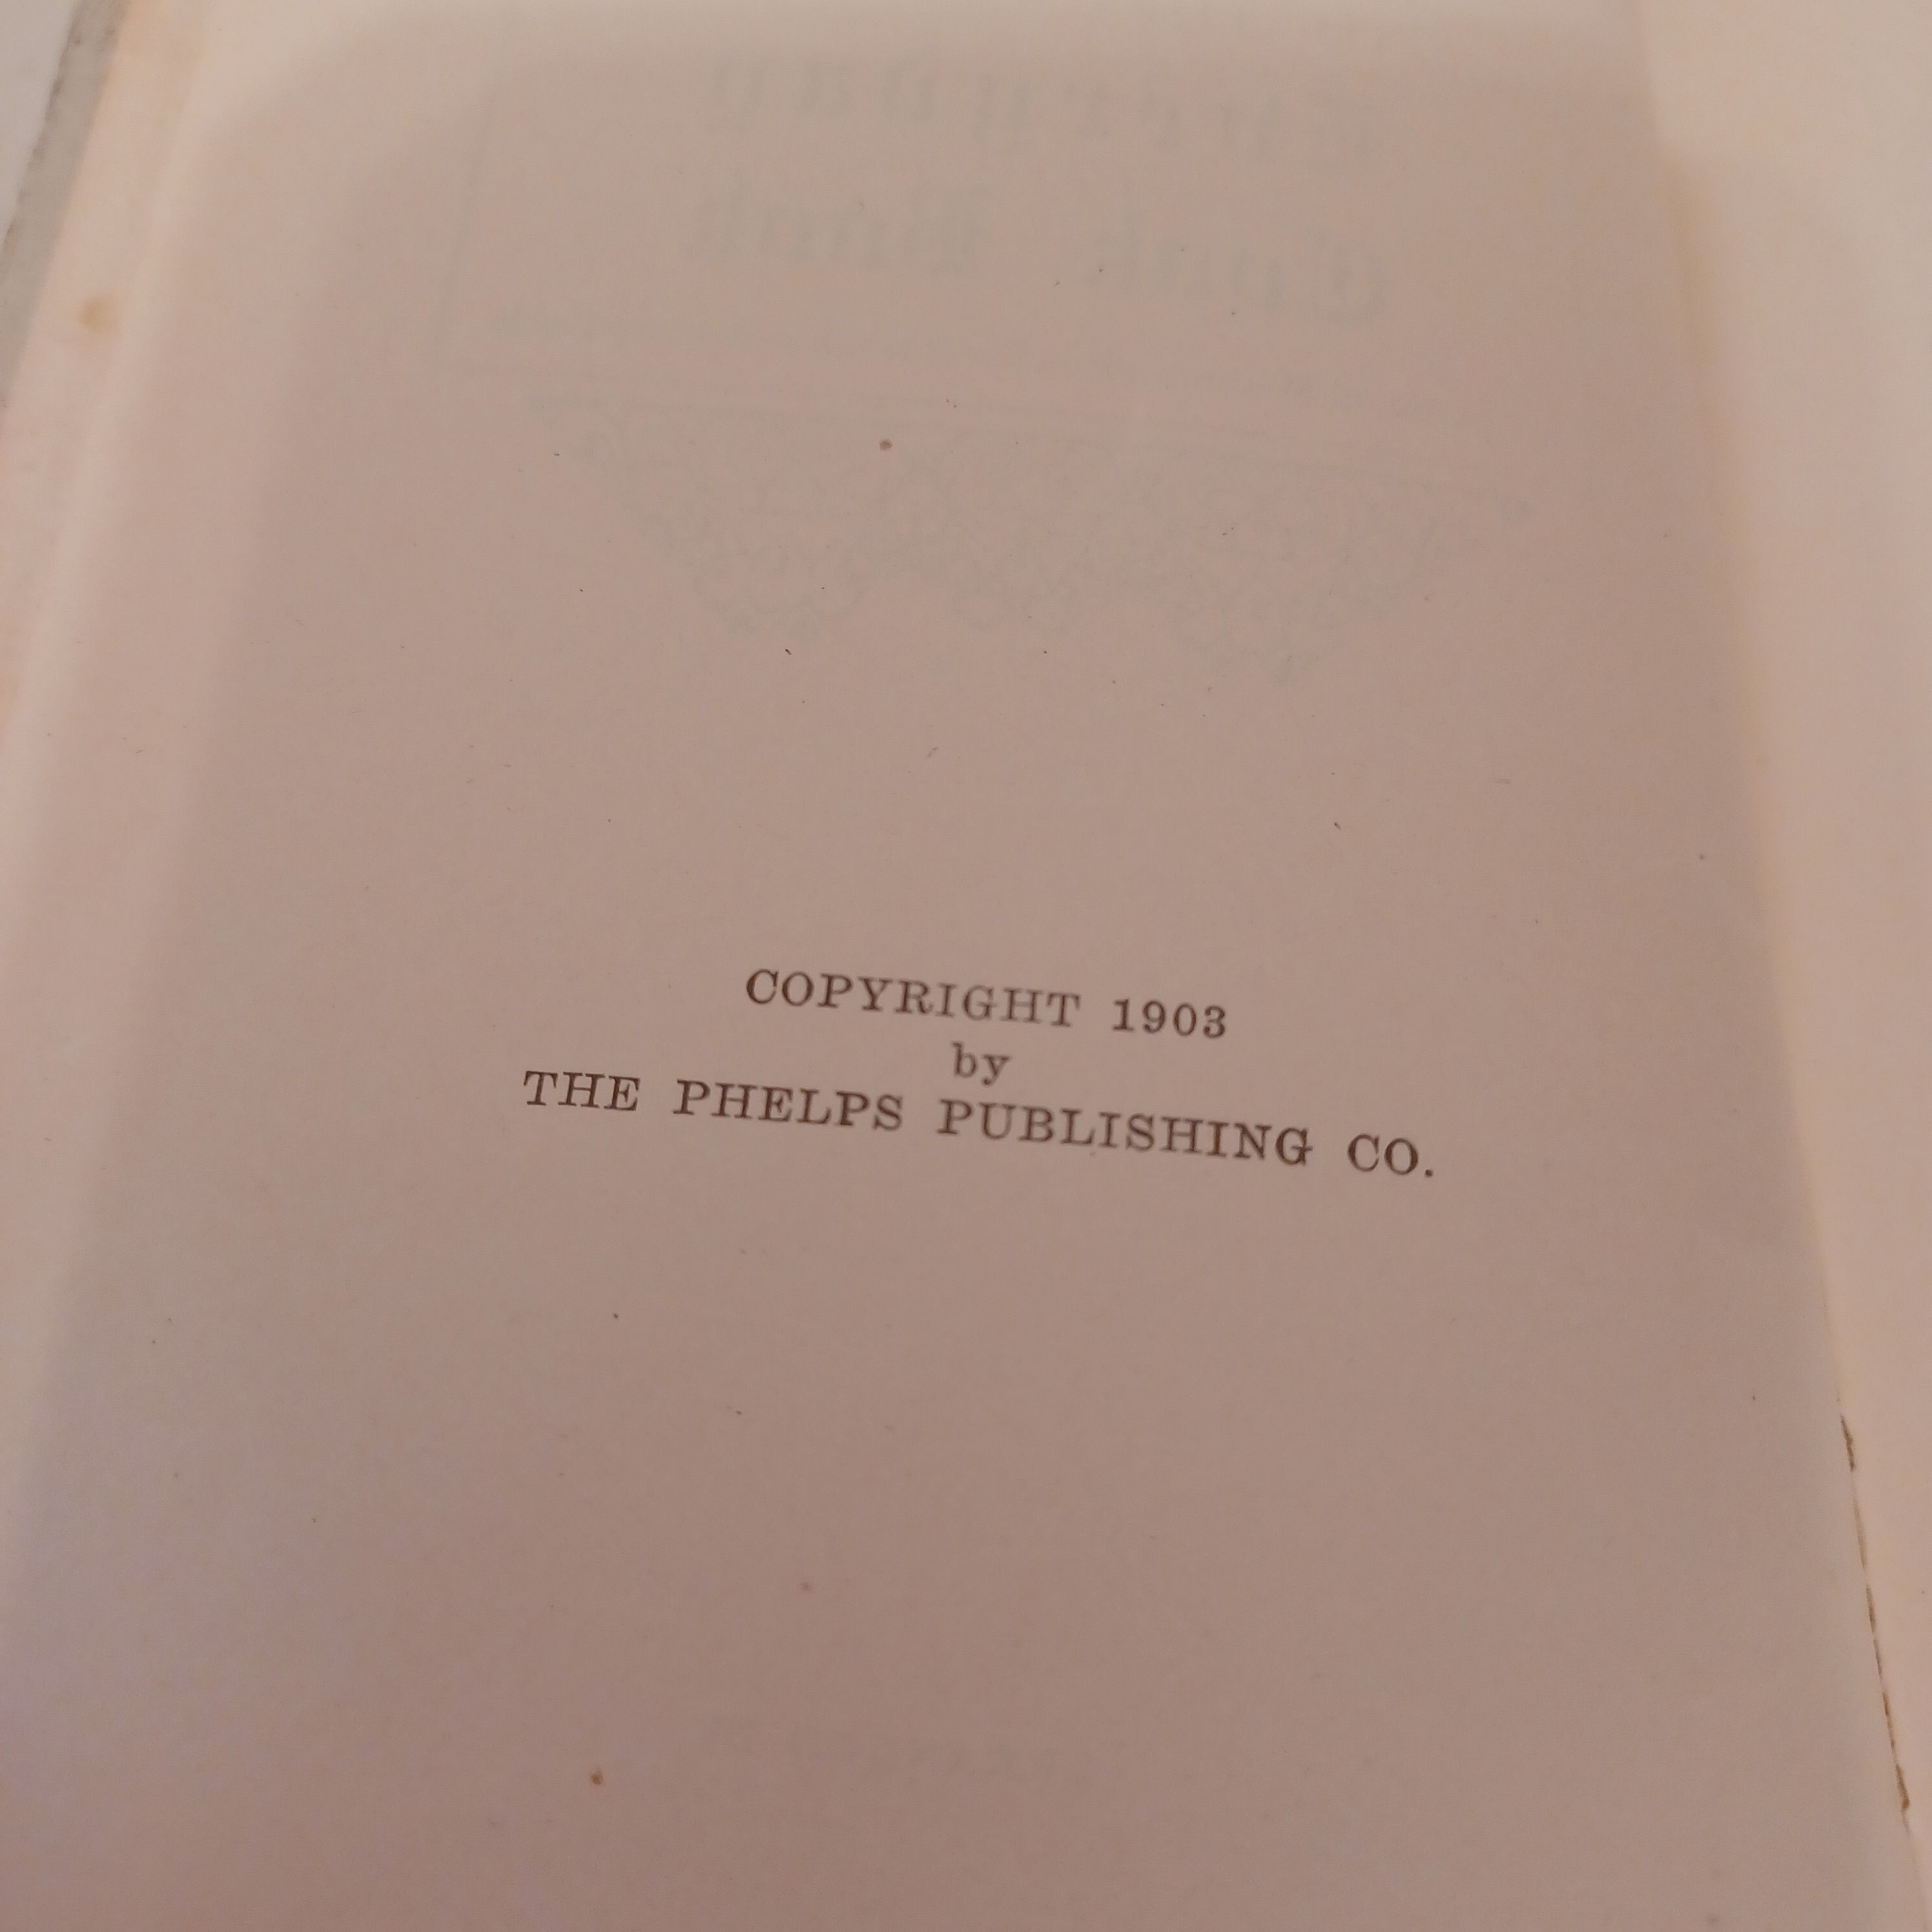 COPYRIGHT 1903
by
THE PHELPS PUBLISHING CO.